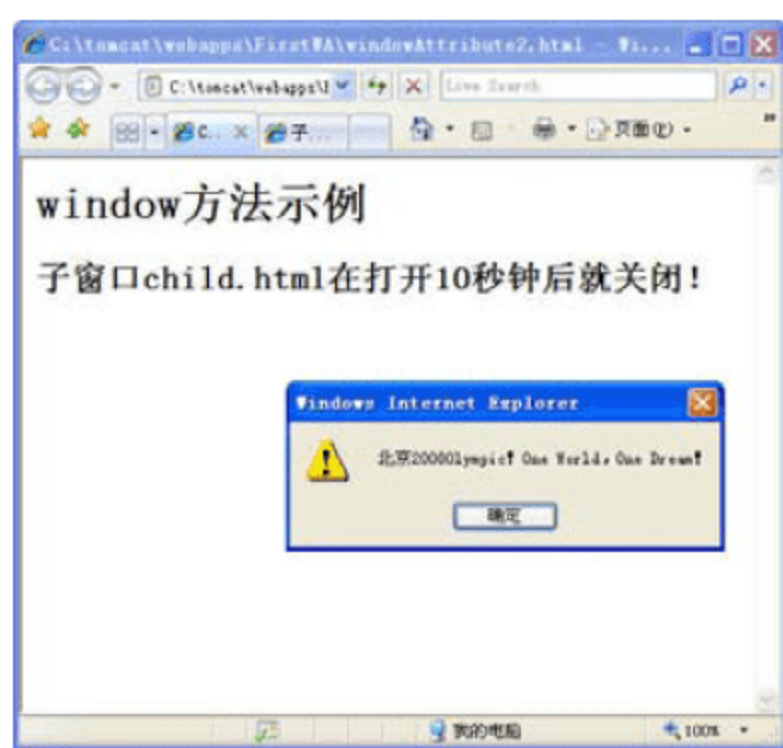 C:\tomcat\webapps\FirstWA\windowAttribute2.html - Wi...
C:\tomcat\webapps\
Live Search
C.. 子... 页面(P)
window方法示例
子窗口child.html在打开10秒钟后就关闭!
Windows Internet Explorer
北京2008Olympic! One World,One Dream!
确定
我的电脑 100%